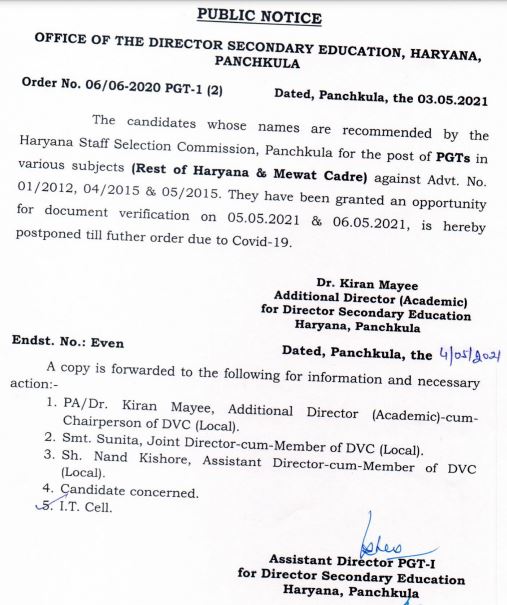 PUBLIC NOTICE
OFFICE OF THE DIRECTOR SECONDARY EDUCATION, HARYANA,
PANCHKULA
Order No. 06/06-2020 PGT-1 (2)    Dated, Panchkula, the 03.05.2021
The candidates whose names are recommended by the
Haryana Staff Selection Commission, Panchkula for the post of PGTs in
various subjects (Rest of Haryana & Mewat Cadre) against Advt. No.
01/2012, 04/2015 & 05/2015. They have been granted an opportunity
for document verification on 05.05.2021 & 06.05.2021, is hereby
postponed till futher order due to Covid-19.
Dr. Kiran Mayee
Additional Director (Academic)
for Director Secondary Education
Haryana, Panchkula
Endst. No.: Even    Dated, Panchkula, the 4/05/2021
A copy is forwarded to the following for information and necessary
action:-
1. PA/Dr. Kiran Mayee, Additional Director (Academic)-cum-
Chairperson of DVC (Local).
2. Smt. Sunita, Joint Director-cum-Member of DVC (Local).
3. Sh. Nand Kishore, Assistant Director-cum-Member of DVC
(Local).
4. Candidate concerned.
5. I.T. Cell.
Assistant Director PGT-I
for Director Secondary Education
Haryana, Panchkula